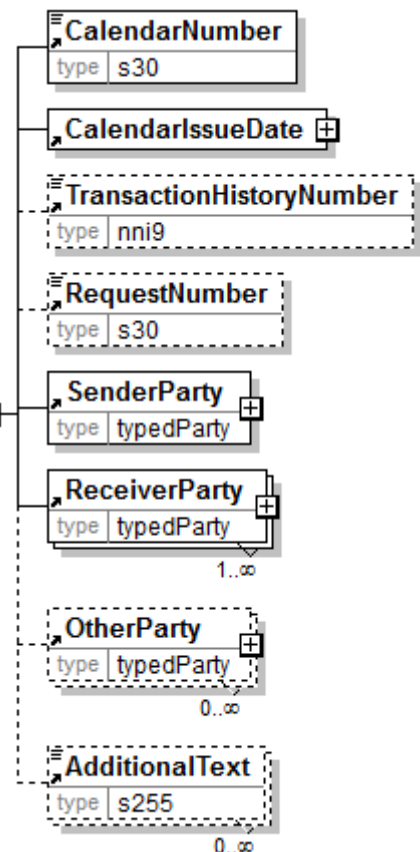 CalendarNumber
type s30
CalendarIssueDate
TransactionHistoryNumber
type nni9
RequestNumber
type s30
SenderParty
type typedParty
ReceiverParty
type typedParty
1..∞
OtherParty
type typedParty
0..∞
AdditionalText
type s255
0..∞